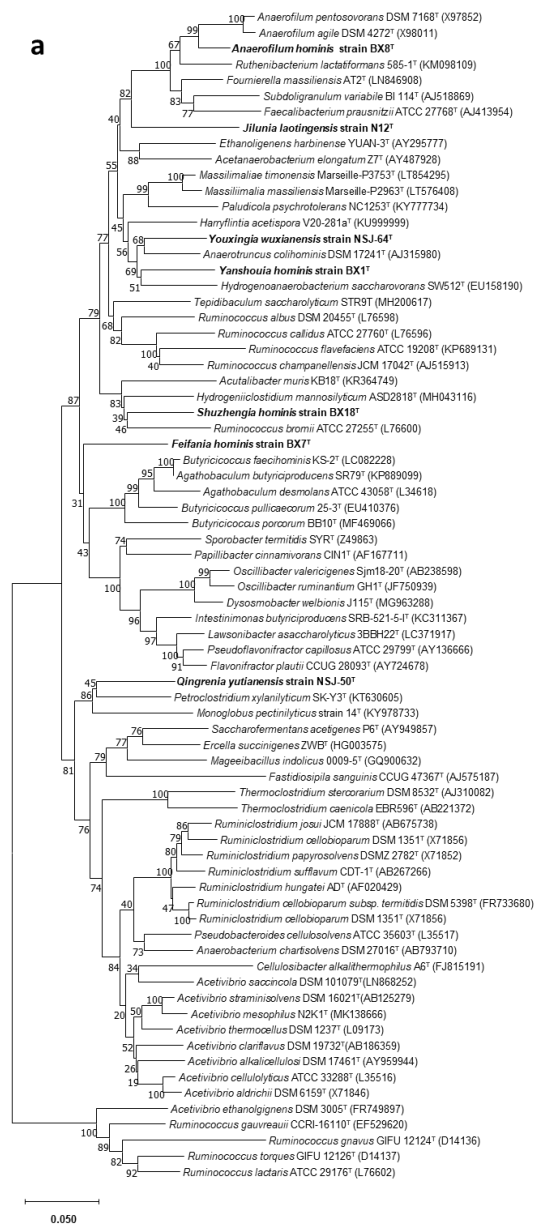 a
Anaerofilum pentosovorans DSM 7168ᵀ (X97852)
Anaerofilum agile DSM 4272ᵀ (X98011)
Anaerofilum hominis strain BX8ᵀ
Ruthenibacterium lactatiformans 585-1ᵀ (KM098109)
Fournierella massiliensis AT2ᵀ (LN846908)
Subdoligranulum variabile BI 114ᵀ (AJ518869)
Faecalibacterium prausnitzii ATCC 27768ᵀ (AJ413954)
Jilunia laotingensis strain N12ᵀ
Ethanoligenens harbinense YUAN-3ᵀ (AY295777)
Acetanaerobacterium elongatum Z7ᵀ (AY487928)
Massilimaliae timonensis Marseille-P3753ᵀ (LT854295)
Massiliimalia massiliensis Marseille-P2963ᵀ (LT576408)
Paludicola psychrotolerans NC1253ᵀ (KY777734)
Harryflintia acetispora V20-281aᵀ (KU999999)
Youxingia wuxianensis strain NSJ-64ᵀ
Anaerotruncus colihominis DSM 17241ᵀ (AJ315980)
Yanshouia hominis strain BX1ᵀ
Hydrogenoanaerobacterium saccharovorans SW512ᵀ (EU158190)
Tepidibaculum saccharolyticum STR9ᵀ (MH200617)
Ruminococcus albus DSM 20455ᵀ (L76598)
Ruminococcus callidus ATCC 27760ᵀ (L76596)
Ruminococcus flavefaciens ATCC 19208ᵀ (KP689131)
Ruminococcus champanellensis JCM 17042ᵀ (AJ515913)
Acutalibacter muris KB18ᵀ (KR364749)
Hydrogeniiclostridium mannosilyticum ASD2818ᵀ (MH043116)
Shuzhengia hominis strain BX18ᵀ
Ruminococcus bromii ATCC 27255ᵀ (L76600)
Feifania hominis strain BX7ᵀ
Butyricicoccus faecihominis KS-2ᵀ (LC082228)
Agathobaculum butyriciproducens SR79ᵀ (KP889099)
Agathobaculum desmolans ATCC 43058ᵀ (L34618)
Butyricicoccus pullicaecorum 25-3ᵀ (EU410376)
Butyricicoccus porcorum BB10ᵀ (MF469066)
Sporobacter termitidis SYRᵀ (Z49863)
Papillibacter cinnamivorans CIN1ᵀ (AF167711)
Oscillibacter valericigenes Sjm18-20ᵀ (AB238598)
Oscillibacter ruminantium GH1ᵀ (JF750939)
Dysosmobacter welbionis J115ᵀ (MG963288)
Intestinimonas butyriciproducens SRB-521-5-Iᵀ (KC311367)
Lawsonibacter asaccharolyticus 3BBH22ᵀ (LC371917)
Pseudoflavonifractor capillosus ATCC 29799ᵀ (AY136666)
Flavonifractor plautii CCUG 28093ᵀ (AY724678)
Qingrenia yutianensis strain NSJ-50ᵀ
Petroclostridium xylanilyticum SK-Y3ᵀ (KT630605)
Monoglobus pectinilyticus strain 14ᵀ (KY978733)
Saccharofermentans acetigenes P6ᵀ (AY949857)
Ercella succinigenes ZWBᵀ (HG003575)
Mageeibacillus indolicus 0009-5ᵀ (GQ900632)
Fastidiosipila sanguinis CCUG 47367ᵀ (AJ575187)
Thermoclostridium stercorarium DSM 8532ᵀ (AJ310082)
Thermoclostridium caenicola EBR596ᵀ (AB221372)
Ruminiclostridium josui JCM 17888ᵀ (AB675738)
Ruminiclostridium cellobioparum DSM 1351ᵀ (X71856)
Ruminiclostridium papyrosolvens DSMZ 2782ᵀ (X71852)
Ruminiclostridium sufflavum CDT-1ᵀ (AB267266)
Ruminiclostridium hungatei ADᵀ (AF020429)
Ruminiclostridium cellobioparum subsp. termitidis DSM 5398ᵀ (FR733680)
Ruminiclostridium cellobioparum DSM 1351ᵀ (X71856)
Pseudobacteroides cellulosolvens ATCC 35603ᵀ (L35517)
Anaerobacterium chartisolvens DSM 27016ᵀ (AB793710)
Cellulosibacter alkalithermophilus A6ᵀ (FJ815191)
Acetivibrio saccincola DSM 101079ᵀ (LN868252)
Acetivibrio straminisolvens DSM 16021ᵀ (AB125279)
Acetivibrio mesophilus N2K1ᵀ (MK138666)
Acetivibrio thermocellus DSM 1237ᵀ (L09173)
Acetivibrio clariflavus DSM 19732ᵀ (AB186359)
Acetivibrio alkalicellulosi DSM 17461ᵀ (AY959944)
Acetivibrio cellulolyticus ATCC 33288ᵀ (L35516)
Acetivibrio aldrichii DSM 6159ᵀ (X71846)
Acetivibrio ethanolgignens DSM 3005ᵀ (FR749897)
Ruminococcus gauvreauii CCRI-16110ᵀ (EF529620)
Ruminococcus gnavus GIFU 12124ᵀ (D14136)
Ruminococcus torques GIFU 12126ᵀ (D14137)
Ruminococcus lactaris ATCC 29176ᵀ (L76602)
100
99
67
100
83
77
82
40
88
55
99
45
68
56
69
51
77
79
68
82
100
40
83
39
46
87
31
100
95
99
100
43
74
100
99
100
96
97
100
91
45
86
81
76
77
79
76
100
74
86
79
80
100
47
100
40
73
84
34
20
100
50
52
26
19
100
100
89
82
92
0.050